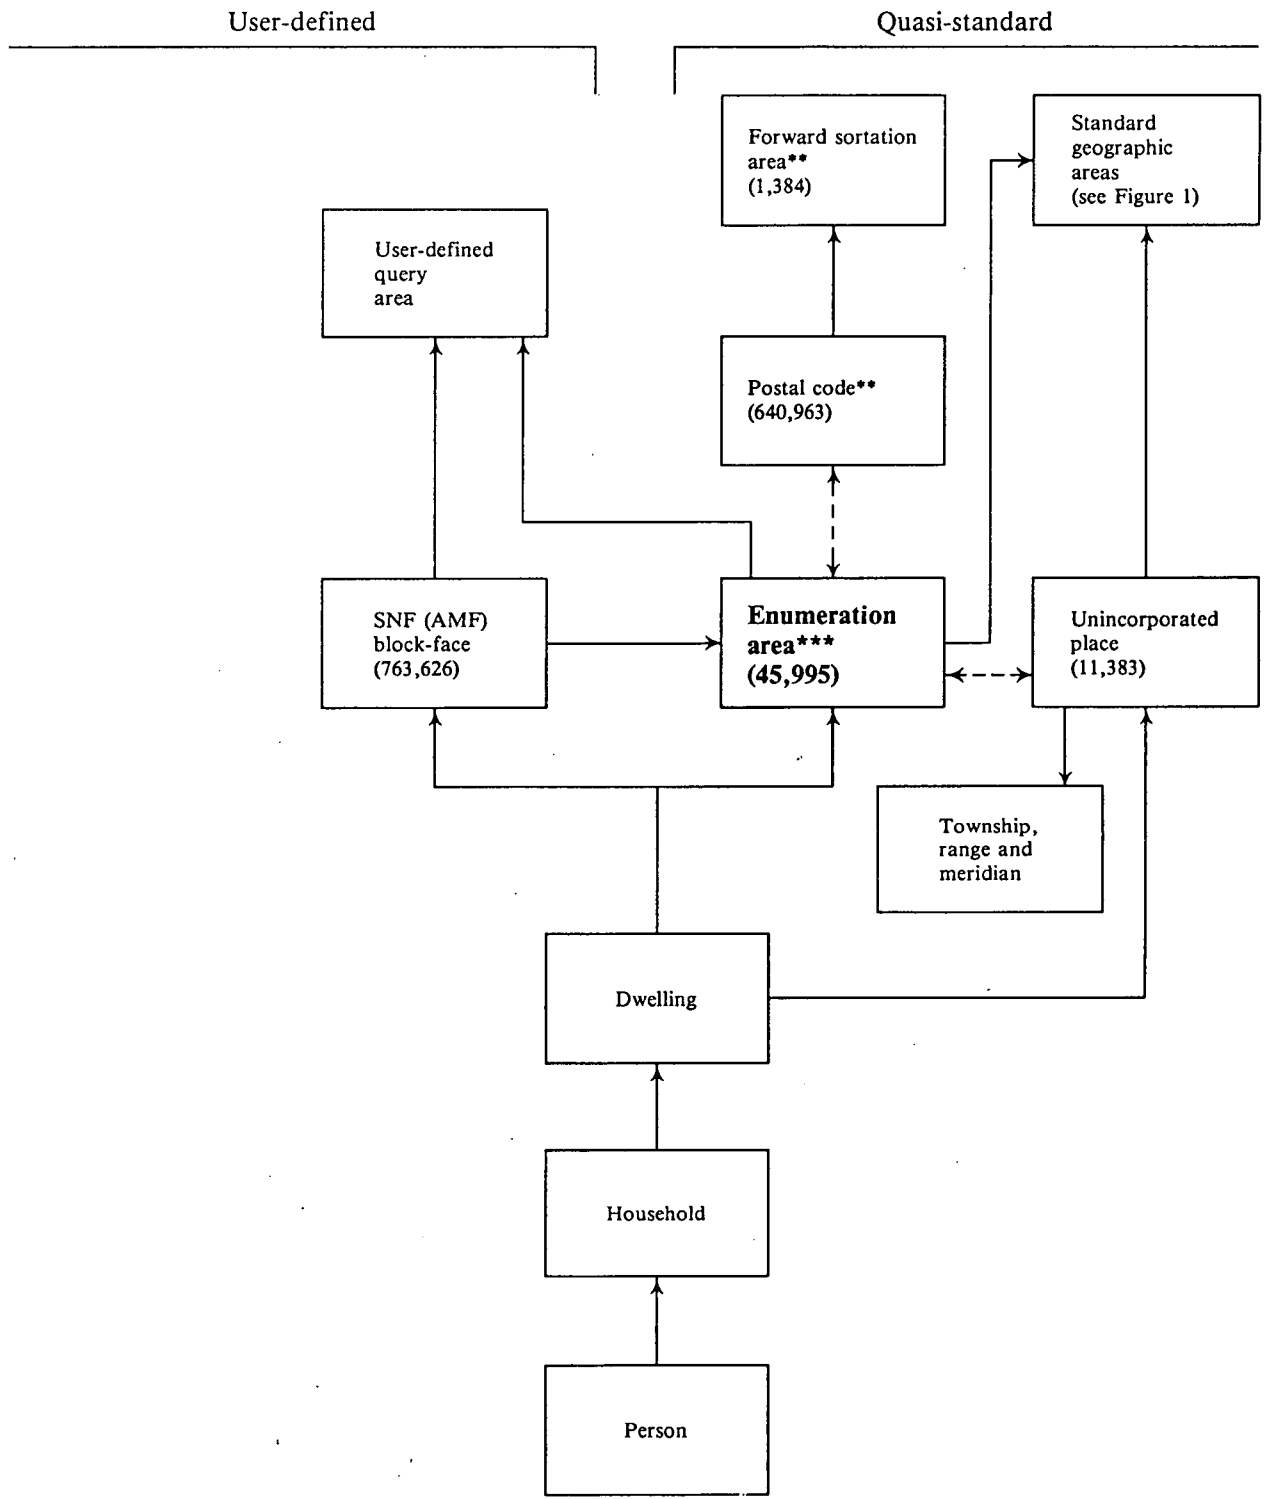 User-defined
Quasi-standard
Forward sortation
area**
(1,384)
Standard
geographic
areas
(see Figure 1)
User-defined
query
area
Postal code**
(640,963)
SNF (AMF)
block-face
(763,626)
Enumeration
area***
(45,995)
Unincorporated
place
(11,383)
Township,
range and
meridian
Dwelling
Household
Person